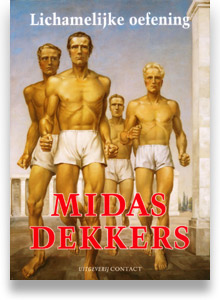 Lichamelijke oefening
MIDAS
DEKKERS
UITGEVERIJ CONTACT